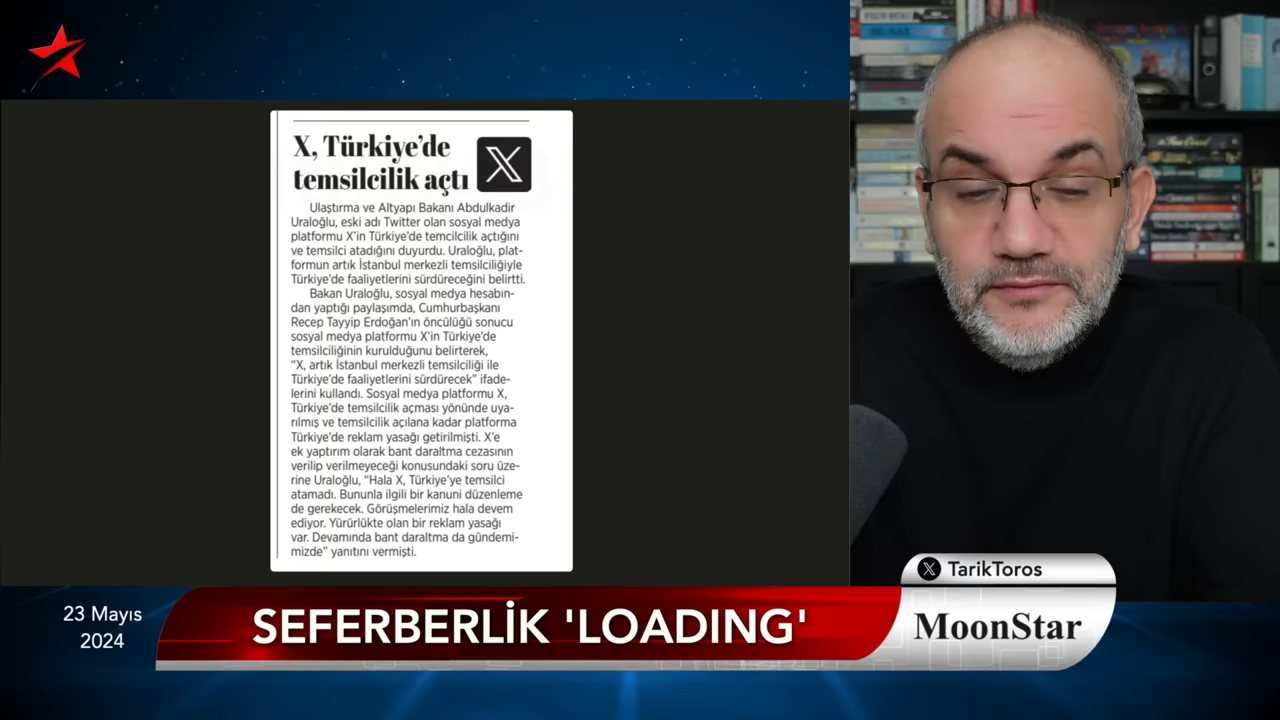 X, Türkiye'de
temsilcilik açtı
Ulaştırma ve Altyapı Bakanı Abdulkadir
Uraloğlu, eski adı Twitter olan sosyal medya
platformu X'in Türkiye'de temcilcilik açtığını
ve temsilci atadığını duyurdu. Uraloğlu, plat-
formun artık İstanbul merkezli temsilciliğiyle
Türkiye'de faaliyetlerini sürdüreceğini belirtti.
Bakan Uraloğlu, sosyal medya hesabın-
dan yaptığı paylaşımda, Cumhurbaşkanı
Recep Tayyip Erdoğan'ın öncülüğü sonucu
sosyal medya platformu X'in Türkiye'de
temsilciliğinin kurulduğunu belirterek,
"X, artık İstanbul merkezli temsilciliği ile
Türkiye'de faaliyetlerini sürdürecek" ifade-
lerini kullandı. Sosyal medya platformu X,
Türkiye'de temsilcilik açması yönünde uya-
rılmış ve temsilcilik açılana kadar platforma
Türkiye'de reklam yasağı getirilmişti. X'e
ek yaptırım olarak bant daraltma cezasının
verilip verilmeyeceği konusundaki soru üze-
rine Uraloğlu, "Hala X, Türkiye'ye temsilci
atamadı. Bununla ilgili bir kanuni düzenleme
de gerekecek. Görüşmelerimiz hala devem
ediyor. Yürürlükte olan bir reklam yasağı
var. Devamında bant daraltma da gündemi-
mizde" yanıtını vermişti.
TarikToros
MoonStar
23 Mayıs
2024
SEFERBERLİK 'LOADING'